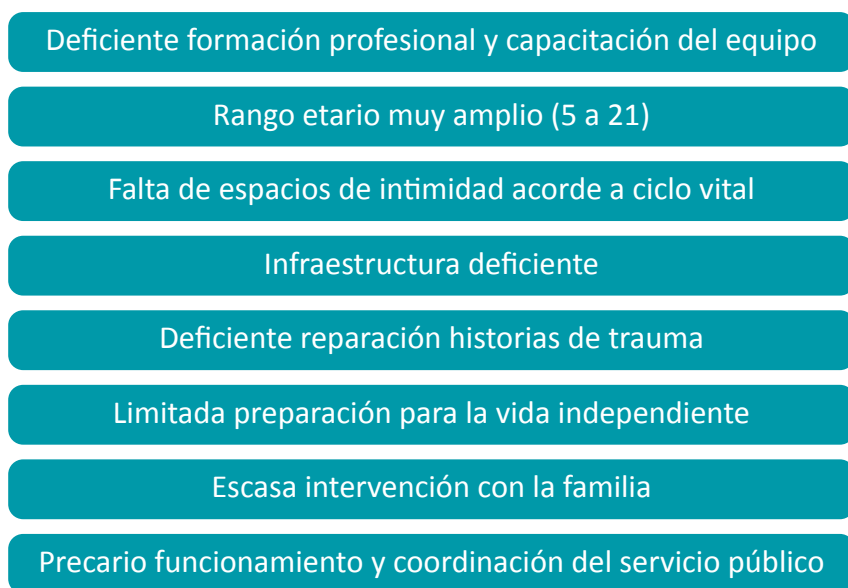 Deficiente formación profesional y capacitación del equipo
Rango etario muy amplio (5 a 21)
Falta de espacios de intimidad acorde a ciclo vital
Infraestructura deficiente
Deficiente reparación historias de trauma
Limitada preparación para la vida independiente
Escasa intervención con la familia
Precario funcionamiento y coordinación del servicio público